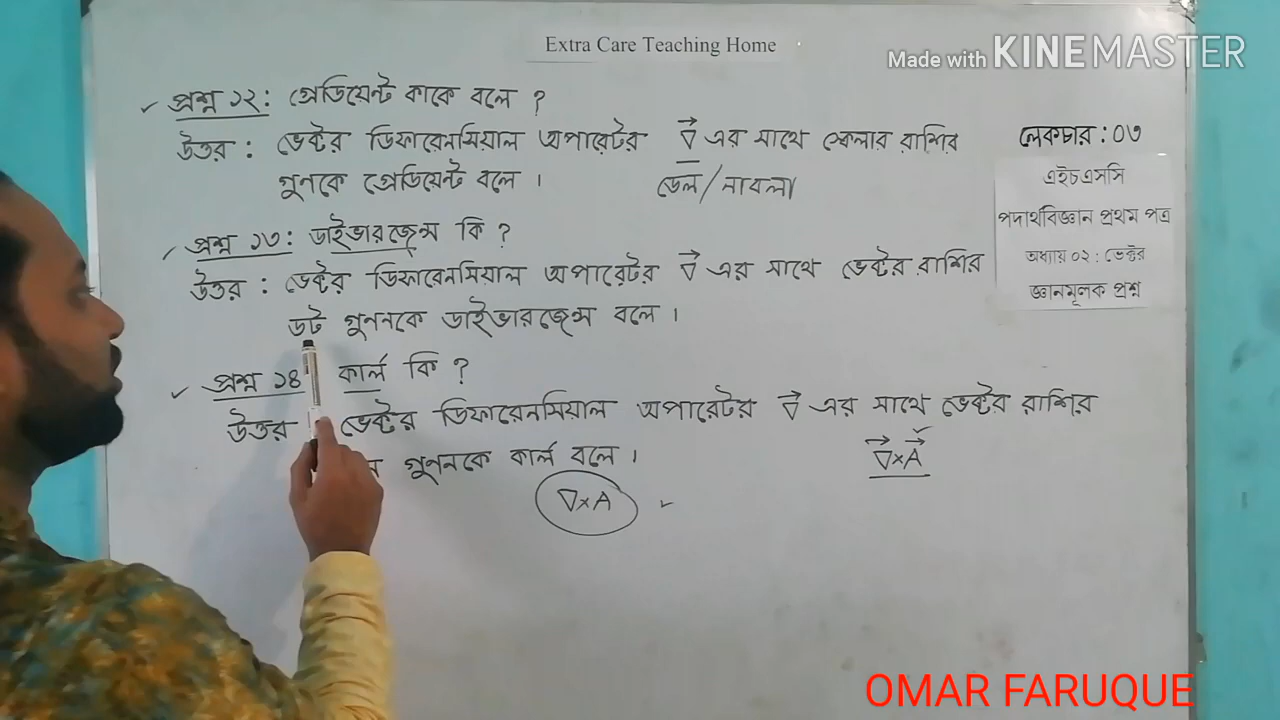 Extra Care Teaching Home
Made with KINEMASTER
প্রশ্ন ১২ : গ্রেডিয়েন্ট কাকে বলে ?
উত্তর : ভেক্টর ডিফারেনসিয়াল অপারেটর ∇⃗ এর সাথে স্কেলার রাশির
গুনকে গ্রেডিয়েন্ট বলে ।
ডেল / নাবলা
প্রশ্ন ১৩ : ডাইভারজেন্স কি ?
উত্তর : ভেক্টর ডিফারেনসিয়াল অপারেটর ∇⃗ এর সাথে ভেক্টর রাশির
ডট গুননকে ডাইভারজেন্স বলে ।
প্রশ্ন ১৪ কার্ল কি ?
উত্তর : ভেক্টর ডিফারেনসিয়াল অপারেটর ∇⃗ এর সাথে ভেক্টর রাশির
গুণনকে কার্ল বলে ।
∇⃗×A⃗
∇×A
লেকচার : ০৩
এইচএসসি
পদার্থবিজ্ঞান প্রথম পত্র
অধ্যায় ০২ : ভেক্টর
জ্ঞানমূলক প্রশ্ন
OMAR FARUQUE